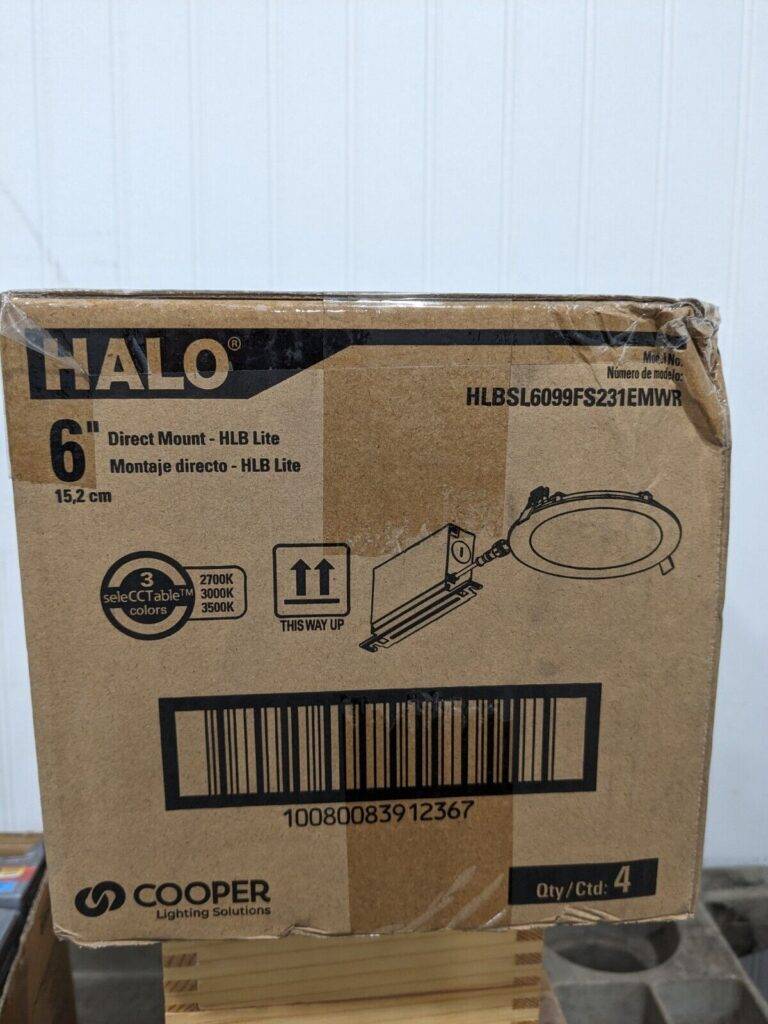 HALO®
Model No.
Número de modelo:
HLBSL6099FS231EMWR
6" Direct Mount - HLB Lite
Montaje directo - HLB Lite
15,2 cm
3
seleCCTable™
colors
2700K
3000K
3500K
THIS WAY UP
10080083912367
COOPER
Lighting Solutions
Qty/Ctd: 4